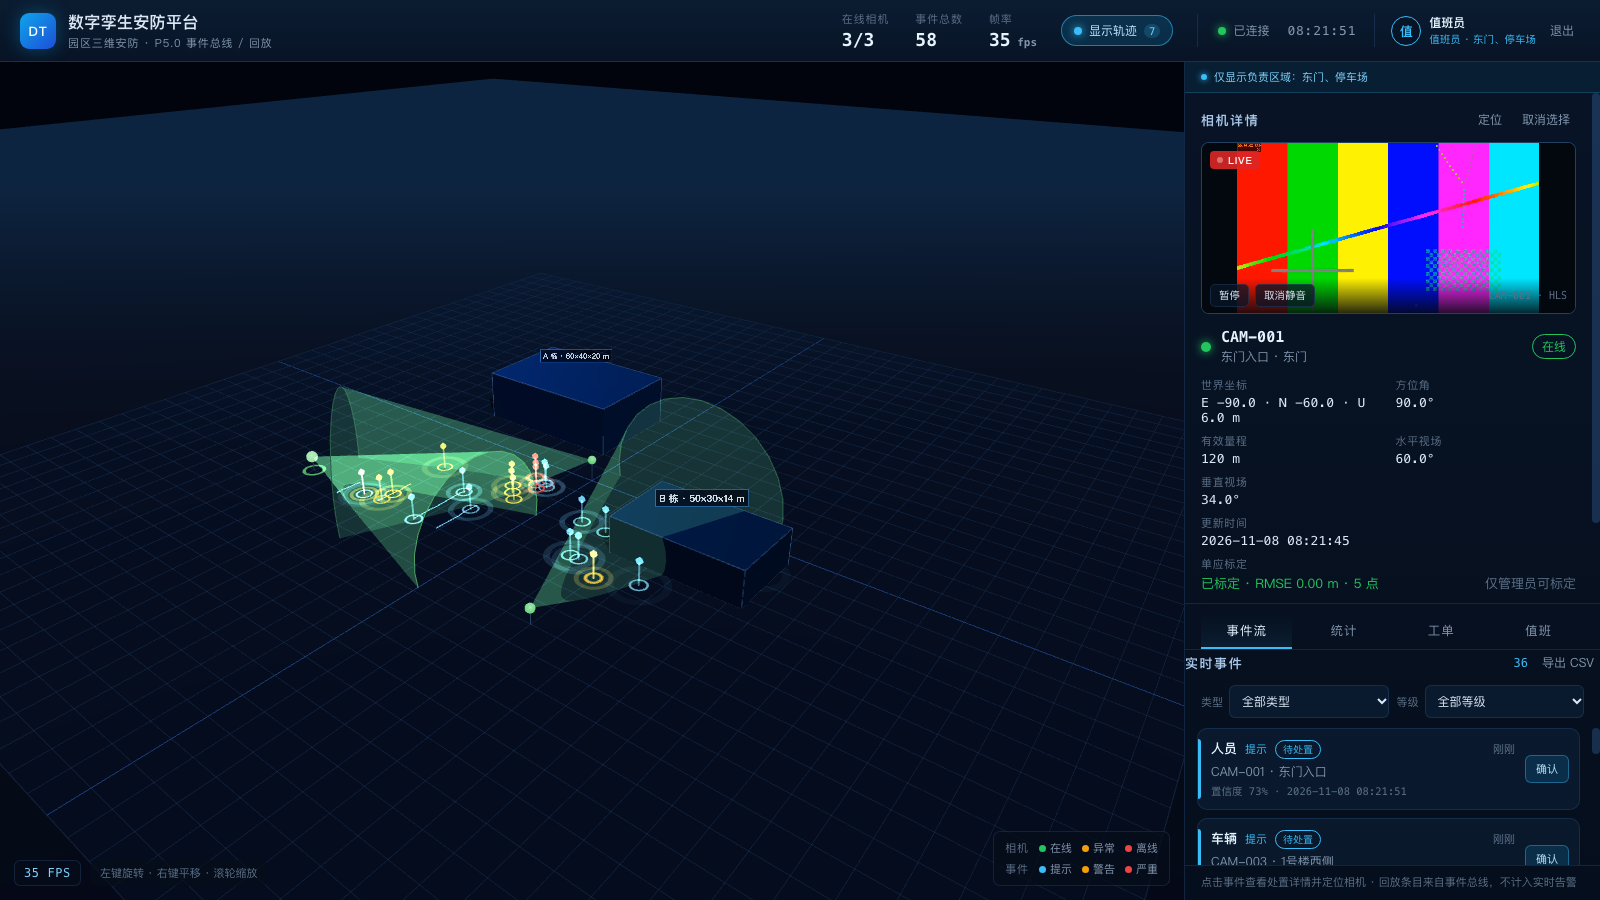 DT
数字孪生安防平台
园区三维安防 · P5.0 事件总线 / 回放
在线相机
3/3
事件总数
58
帧率
35 fps
显示轨迹 7
已连接
08:21:51
值
值班员
值班员 · 东门、停车场
退出
仅显示负责区域: 东门、停车场
相机详情
定位
取消选择
LIVE
暂停
取消静音
HLS
CAM-001
东门入口 · 东门
在线
世界坐标
E -90.0 · N -60.0 · U 
6.0 m
方位角
90.0°
有效量程
120 m
水平视场
60.0°
垂直视场
34.0°
更新时间
2026-11-08 08:21:45
单应标定
已标定 · RMSE 0.00 m · 5 点
仅管理员可标定
事件流
统计
工单
值班
实时事件
36
导出 CSV
类型
全部类型
等级
全部等级
人员 提示 待处置
刚刚
CAM-001 · 东门入口
置信度 73% · 2026-11-08 08:21:51
确认
车辆 提示 待处置
刚刚
CAM-003 · 1号楼西侧
确认
点击事件查看处置详情并定位相机 · 回放条目来自事件总线，不计入实时告警
A 栋 · 60×40×20 m
B 栋 · 50×30×14 m
相机 在线 异常 离线
事件 提示 警告 严重
35 FPS
左键旋转 · 右键平移 · 滚轮缩放